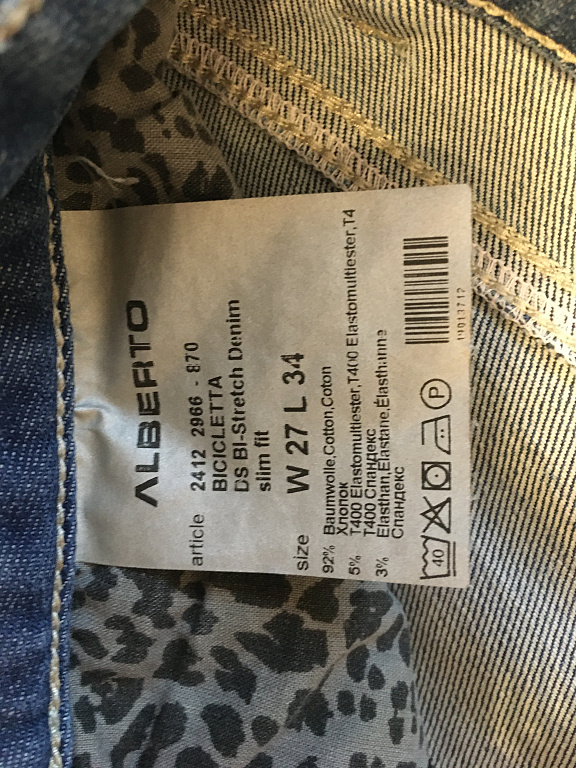 ALBERTO
article 2412 2966 - 870
BICICLETTA
DS BI-Stretch Denim
slim fit
size W 27 L 34
92% Baumwolle,Cotton,Coton
Хлопок
5% T400 Elastomultiester,T400 Elastomultiester,T4
T400 Спандекс
3% Elasthan,Elastane,Élasthanne
Спандекс
40
P